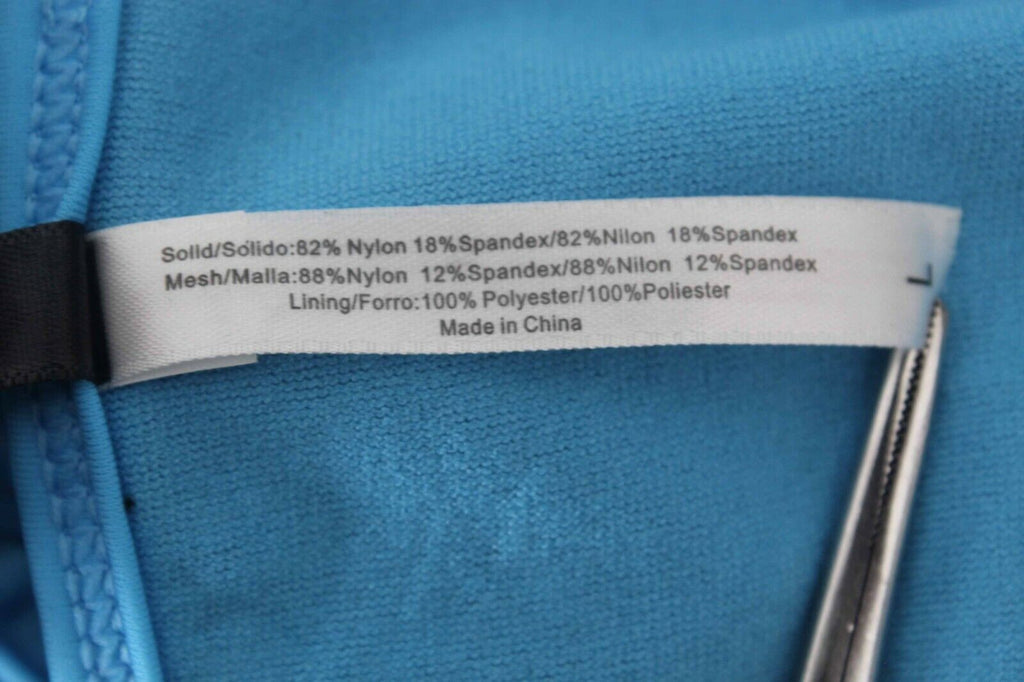 Solid/Sólido:82% Nylon 18%Spandex/82%Nilon 18%Spandex
Mesh/Malla:88%Nylon 12%Spandex/88%Nilon 12%Spandex
Lining/Forro:100% Polyester/100%Poliester
Made in China
L